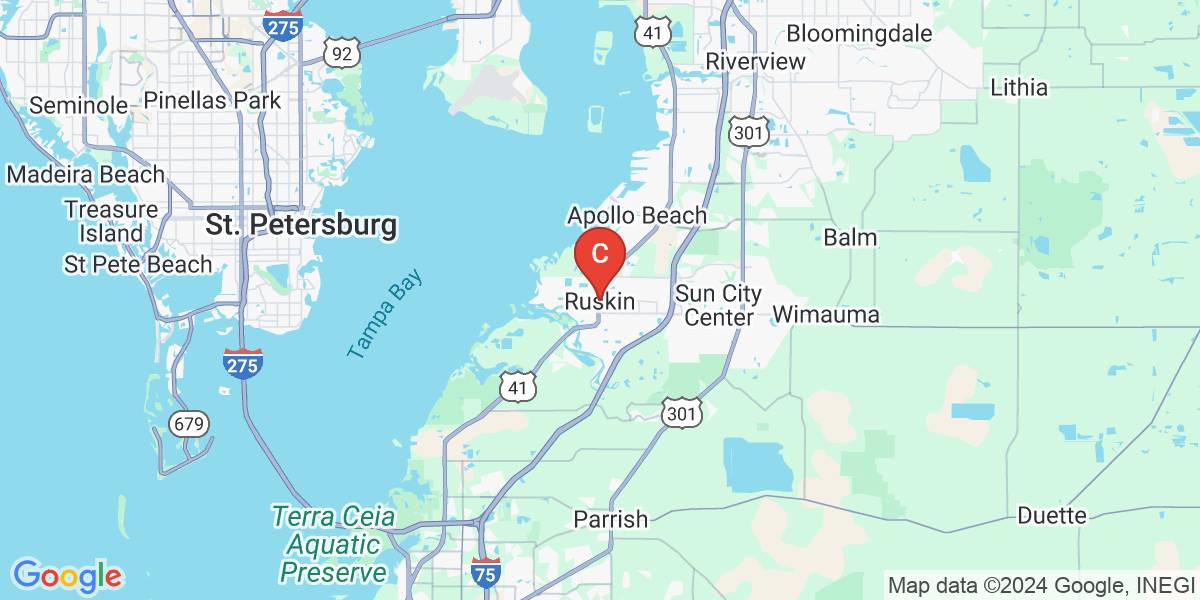 275
41
92
Bloomingdale
Riverview
Lithia
Seminole
Pinellas Park
301
Madeira Beach
Treasure
Island
St. Petersburg
Apollo Beach
Balm
C
St Pete Beach
Tampa Bay
Ruskin
Sun City
Center
Wimauma
275
41
679
301
Terra Ceia
Aquatic
Preserve
Parrish
Duette
75
Google
Map data ©2024 Google, INEGI